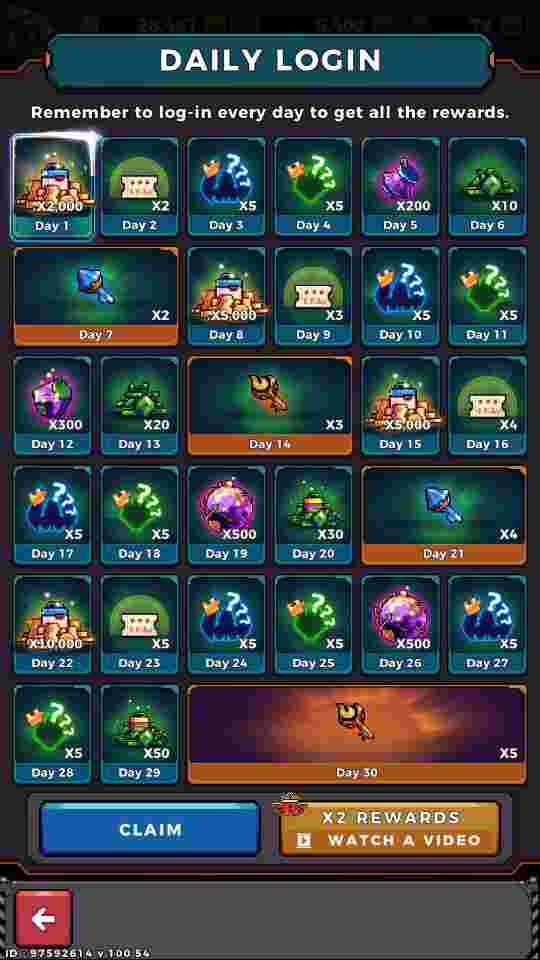 DAILY LOGIN
Remember to log-in every day to get all the rewards.
X2,000 X2 X5 X5 X200 X10
Day 1 Day 2 Day 3 Day 4 Day 5 Day 6
X2 X5,000 X3 X5 X5
Day 7 Day 8 Day 9 Day 10 Day 11
X300 X20 X3 X5,000 X4
Day 12 Day 13 Day 14 Day 15 Day 16
X5 X5 X500 X30 X4
Day 17 Day 18 Day 19 Day 20 Day 21
X10,000 X5 X5 X5 X500 X5
Day 22 Day 23 Day 24 Day 25 Day 26 Day 27
X5 X50 X5
Day 28 Day 29 Day 30
CLAIM
X2 REWARDS
WATCH A VIDEO
ID : 97592614 v.100.54